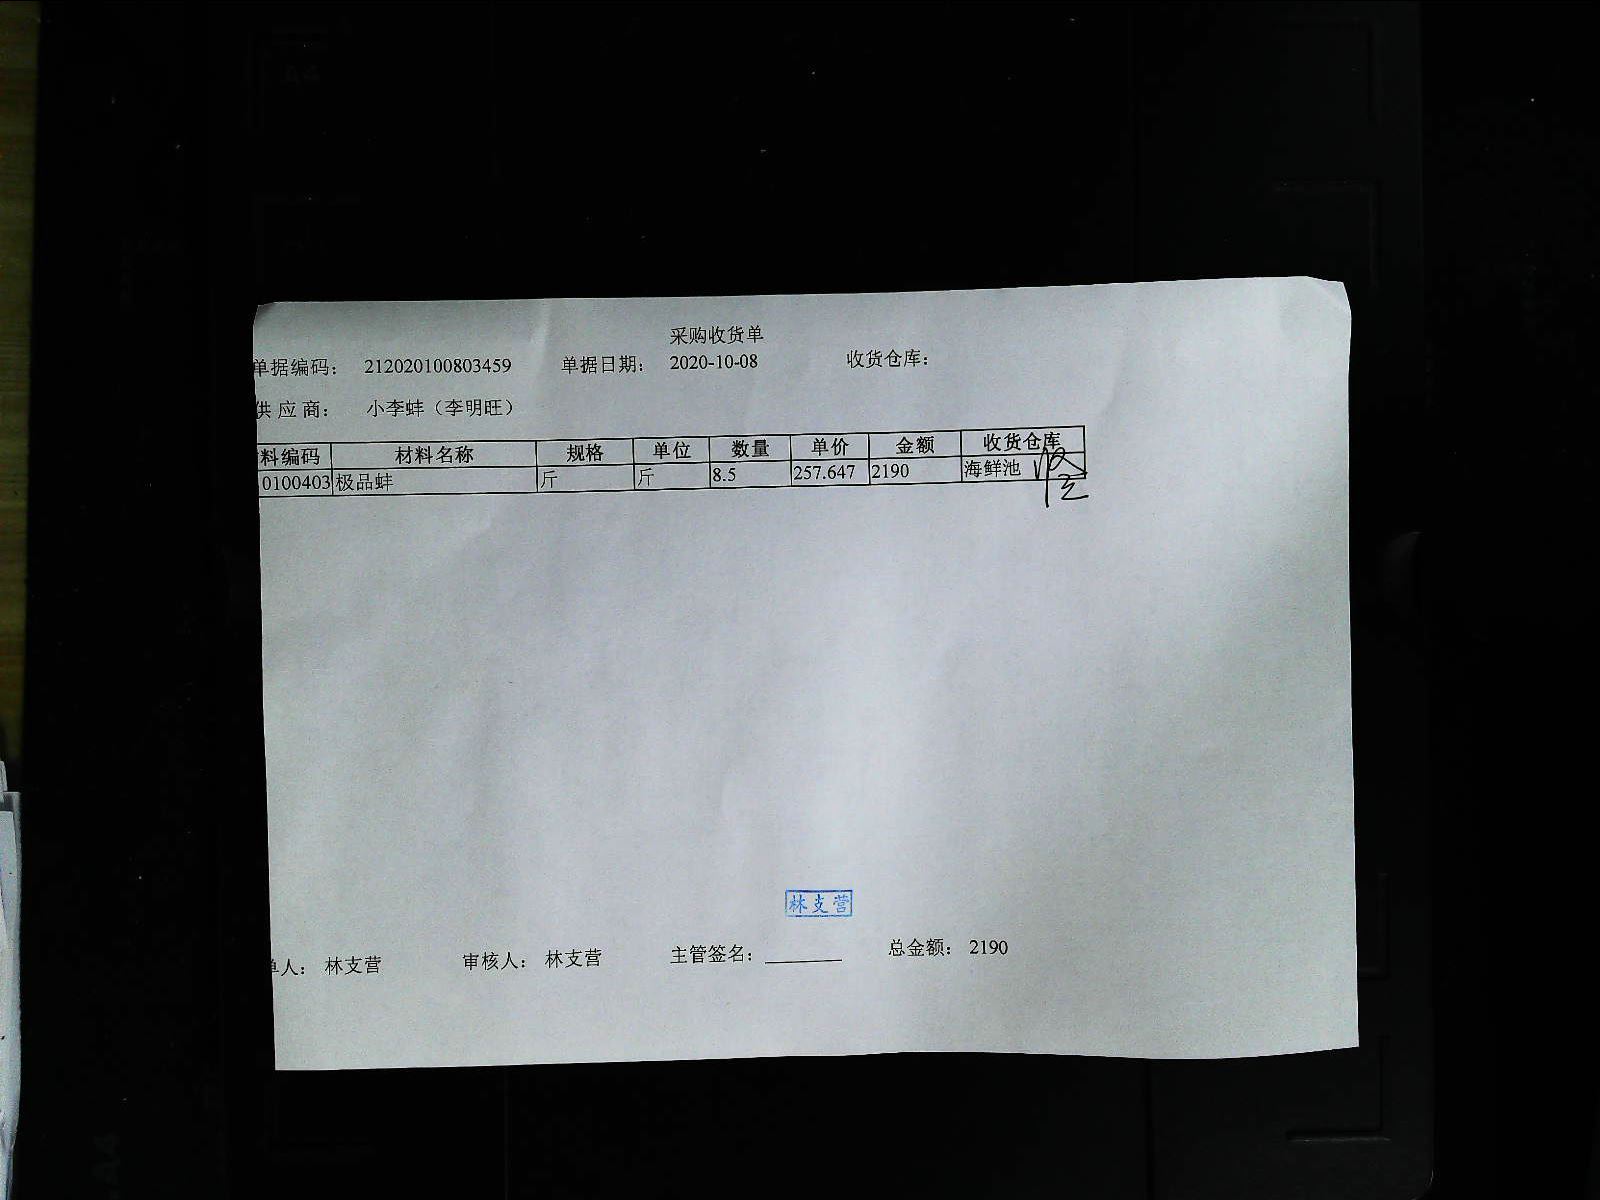 采购收货单
单据编码： 212020100803459 单据日期： 2020-10-08 收货仓库：
供 应 商： 小李蚌（李明旺）
料编码 材料名称 规格 单位 数量 单价 金额 收货仓库
0100403 极品蚌 斤 斤 8.5 257.647 2190 海鲜池
林支营
单人： 林支营 审核人： 林支营 主管签名： 总金额： 2190